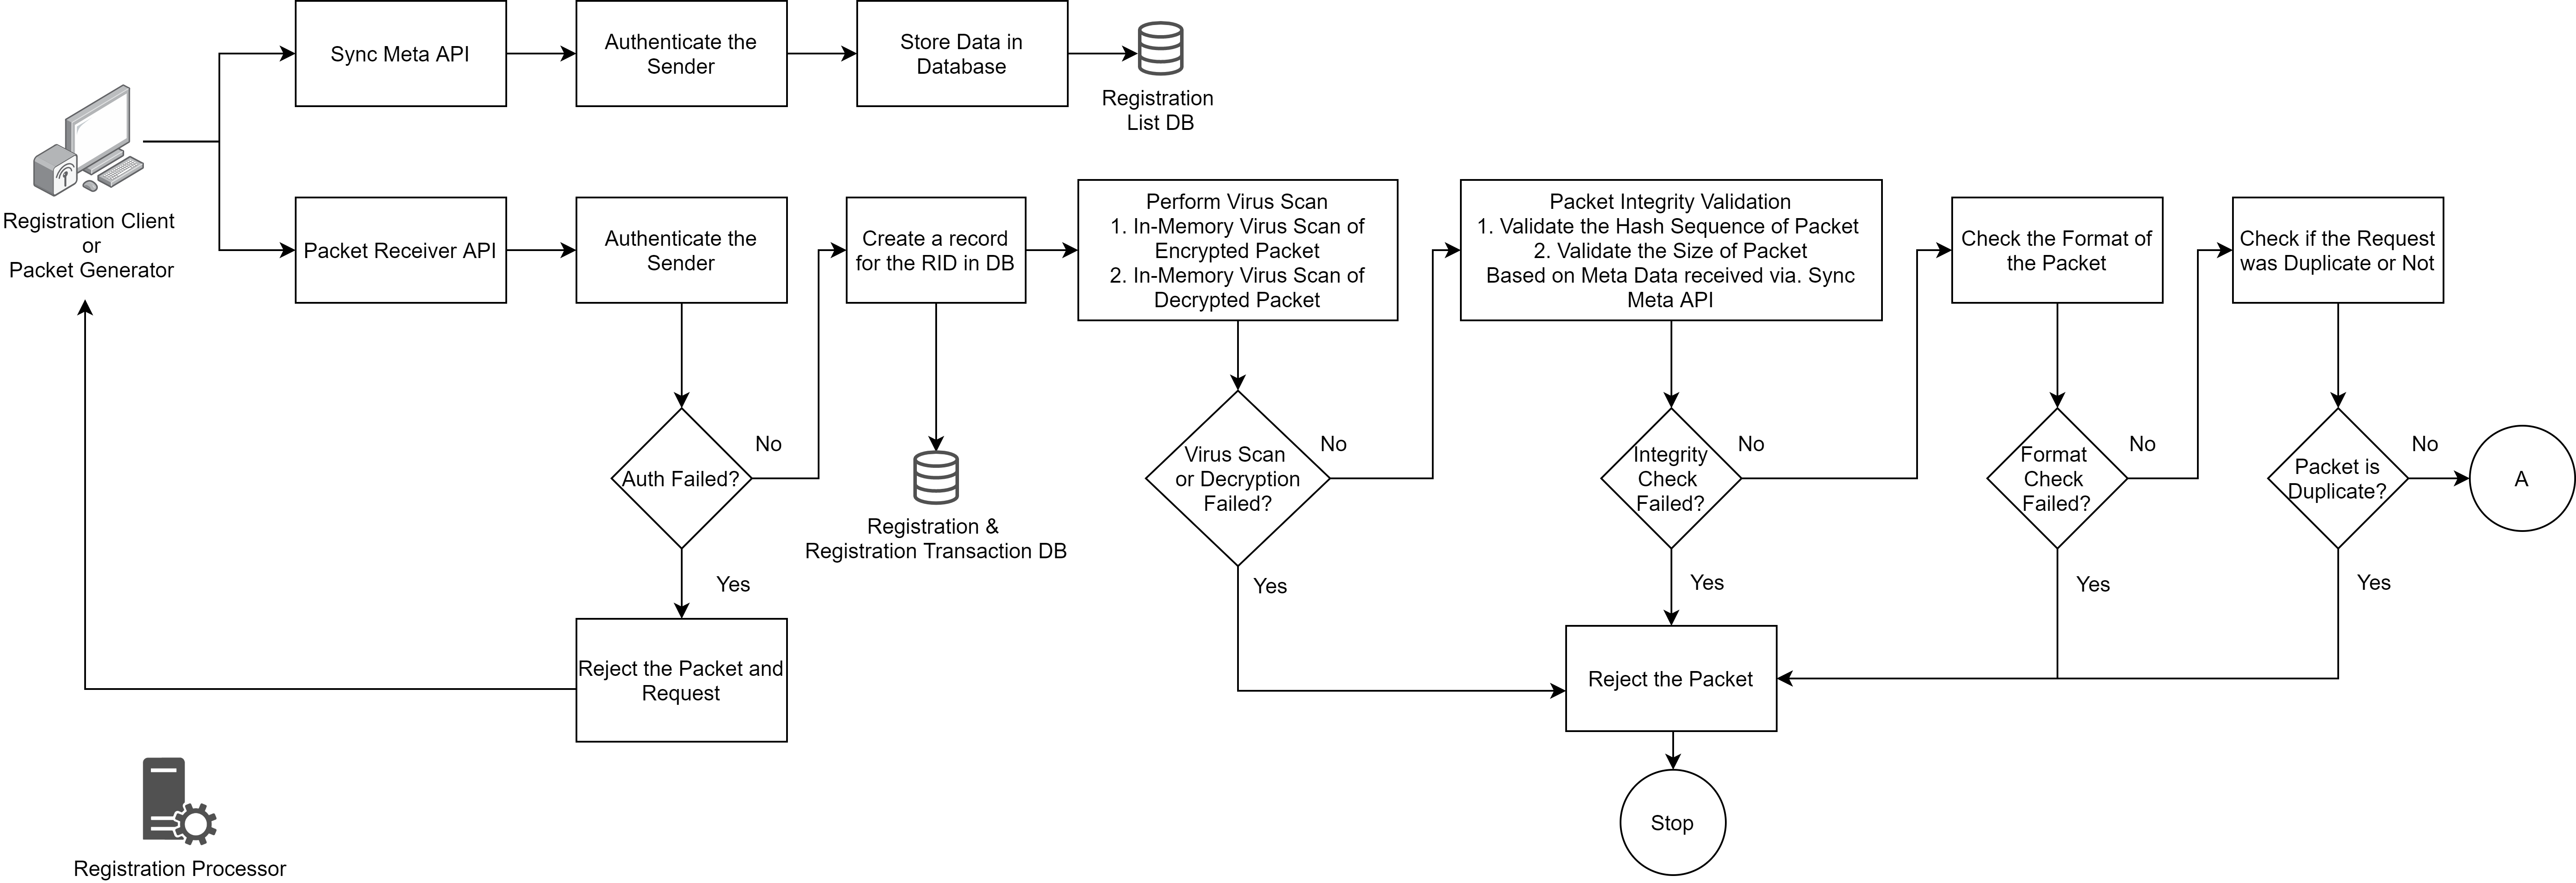 Sync Meta API
Authenticate the
Sender
Store Data in
Database
Registration
List DB
Registration Client
or
Packet Generator
Packet Receiver API
Authenticate the
Sender
Create a record
for the RID in DB
Perform Virus Scan
1. In-Memory Virus Scan of
Encrypted Packet
2. In-Memory Virus Scan of
Decrypted Packet
Packet Integrity Validation
1. Validate the Hash Sequence of Packet
2. Validate the Size of Packet
Based on Meta Data received via. Sync
Meta API
Check the Format of
the Packet
Check if the Request
was Duplicate or Not
Auth Failed?
No
Yes
Registration &
Registration Transaction DB
Virus Scan
or Decryption
Failed?
No
Yes
Integrity
Check
Failed?
No
Yes
Format
Check
Failed?
No
Yes
Packet is
Duplicate?
No
Yes
A
Reject the Packet and
Request
Reject the Packet
Stop
Registration Processor